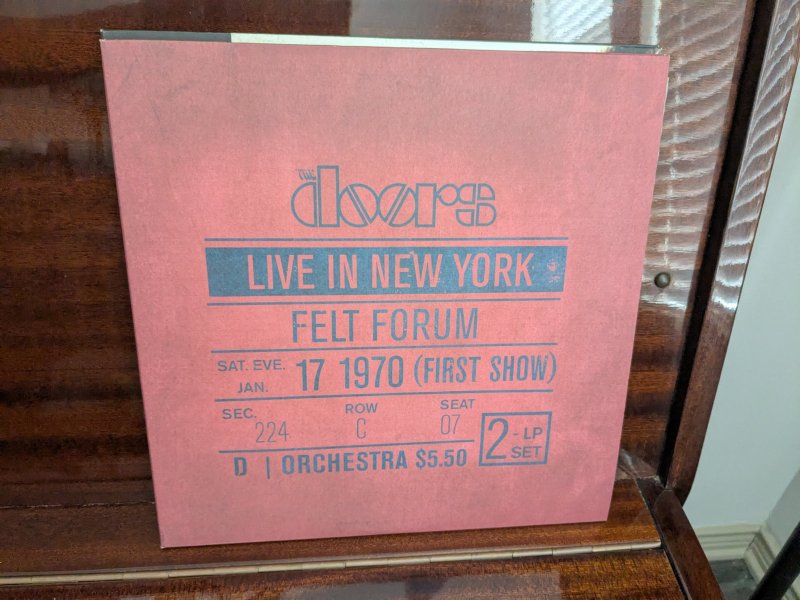 THE
doors
LIVE IN NEW YORK
FELT FORUM
SAT. EVE.
JAN. 17 1970 (FIRST SHOW)
SEC. ROW SEAT
224 C 07
2 - LP
SET
D | ORCHESTRA $5.50